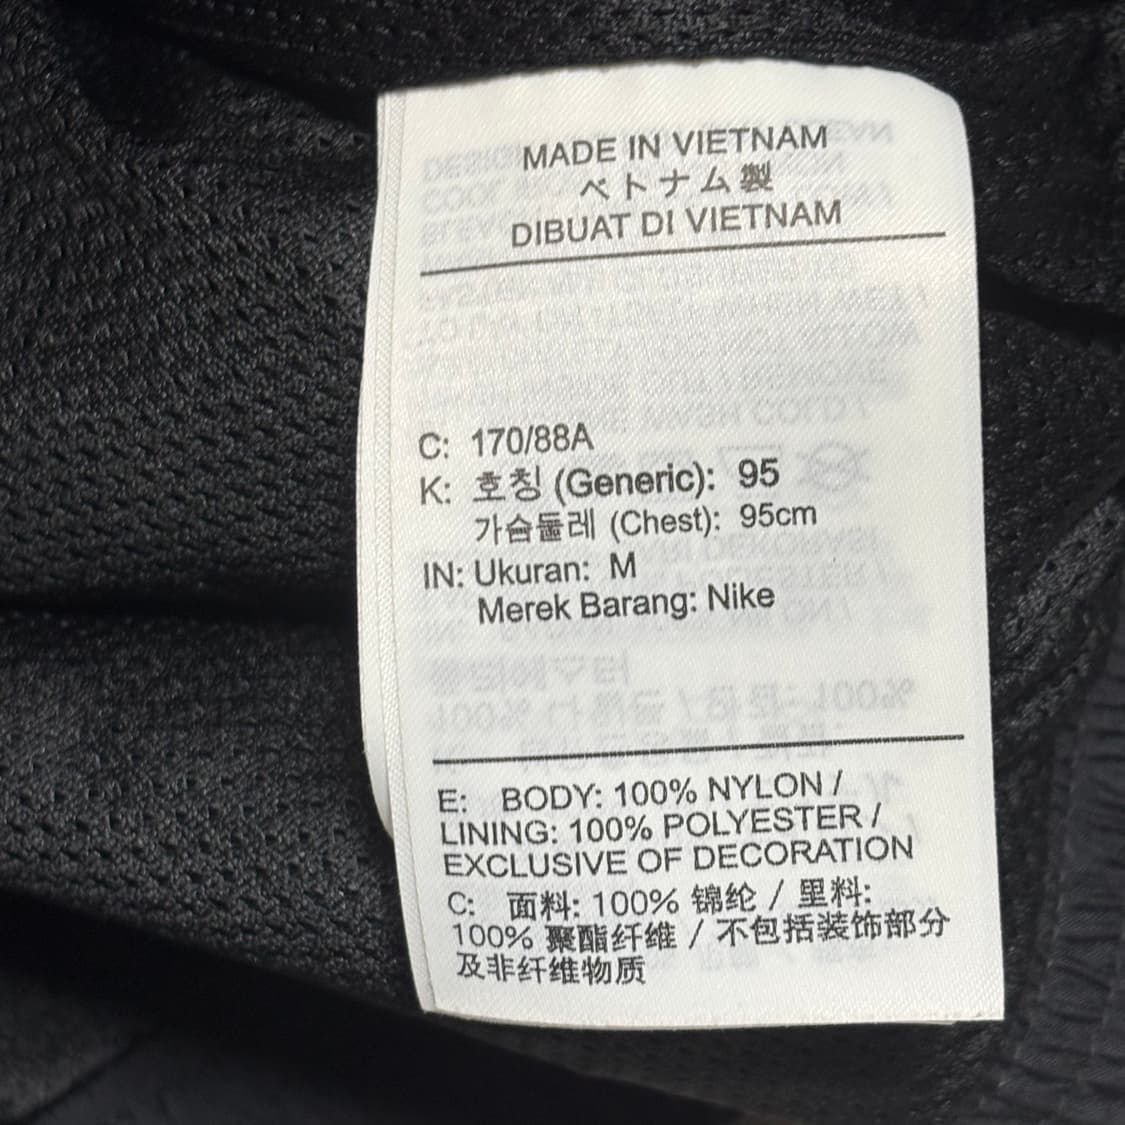 MADE IN VIETNAM
ベトナム製
DIBUAT DI VIETNAM
C: 170/88A
K: 호칭 (Generic): 95
가슴둘레 (Chest): 95cm
IN: Ukuran: M
Merek Barang: Nike
E: BODY: 100% NYLON /
LINING: 100% POLYESTER /
EXCLUSIVE OF DECORATION
C: 面料: 100% 锦纶 / 里料:
100% 聚酯纤维 / 不包括装饰部分
及非纤维物质